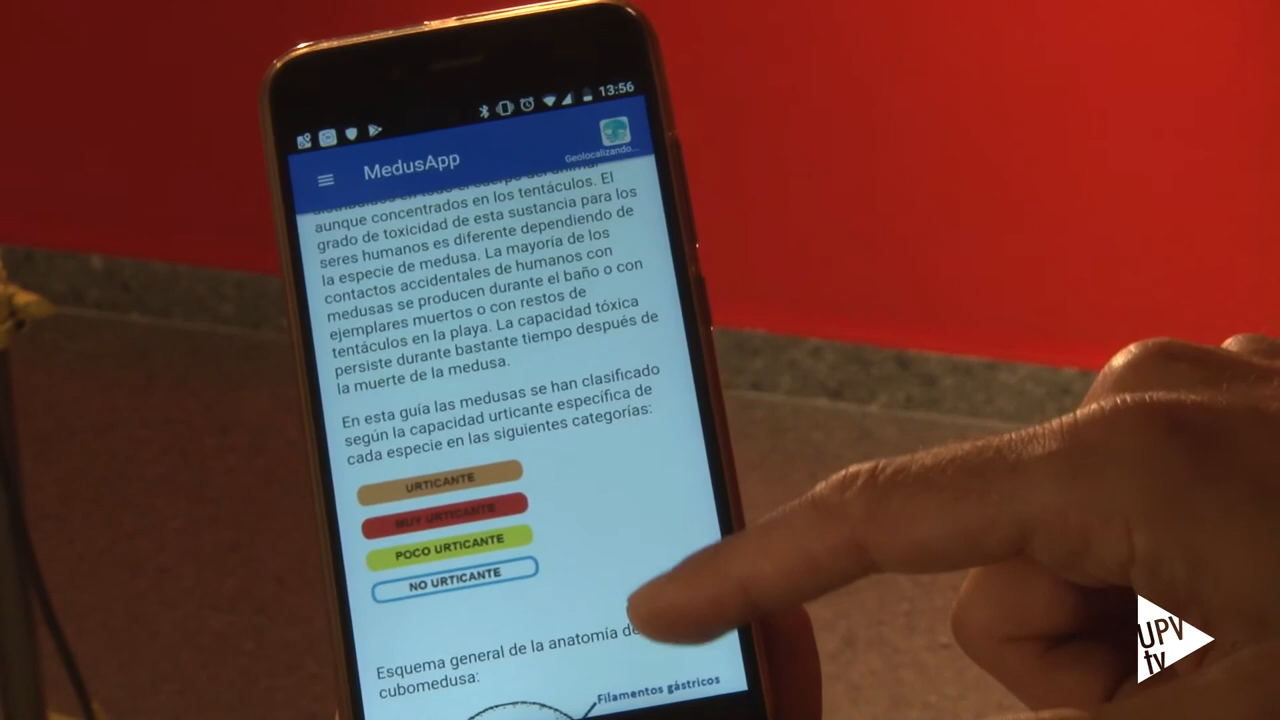 13:56
MedusApp
Geolocalizando...
aunque concentrados en los tentáculos. El
grado de toxicidad de esta sustancia para los
seres humanos es diferente dependiendo de
la especie de medusa. La mayoría de los
contactos accidentales de humanos con
medusas se producen durante el baño o con
ejemplares muertos o con restos de
tentáculos en la playa. La capacidad tóxica
persiste durante bastante tiempo después de
la muerte de la medusa.
En esta guía las medusas se han clasificado
según la capacidad urticante específica de
cada especie en las siguientes categorías:
URTICANTE
MUY URTICANTE
POCO URTICANTE
NO URTICANTE
Esquema general de la anatomía de
cubomedusa:
Filamentos gástricos
UPV
tv